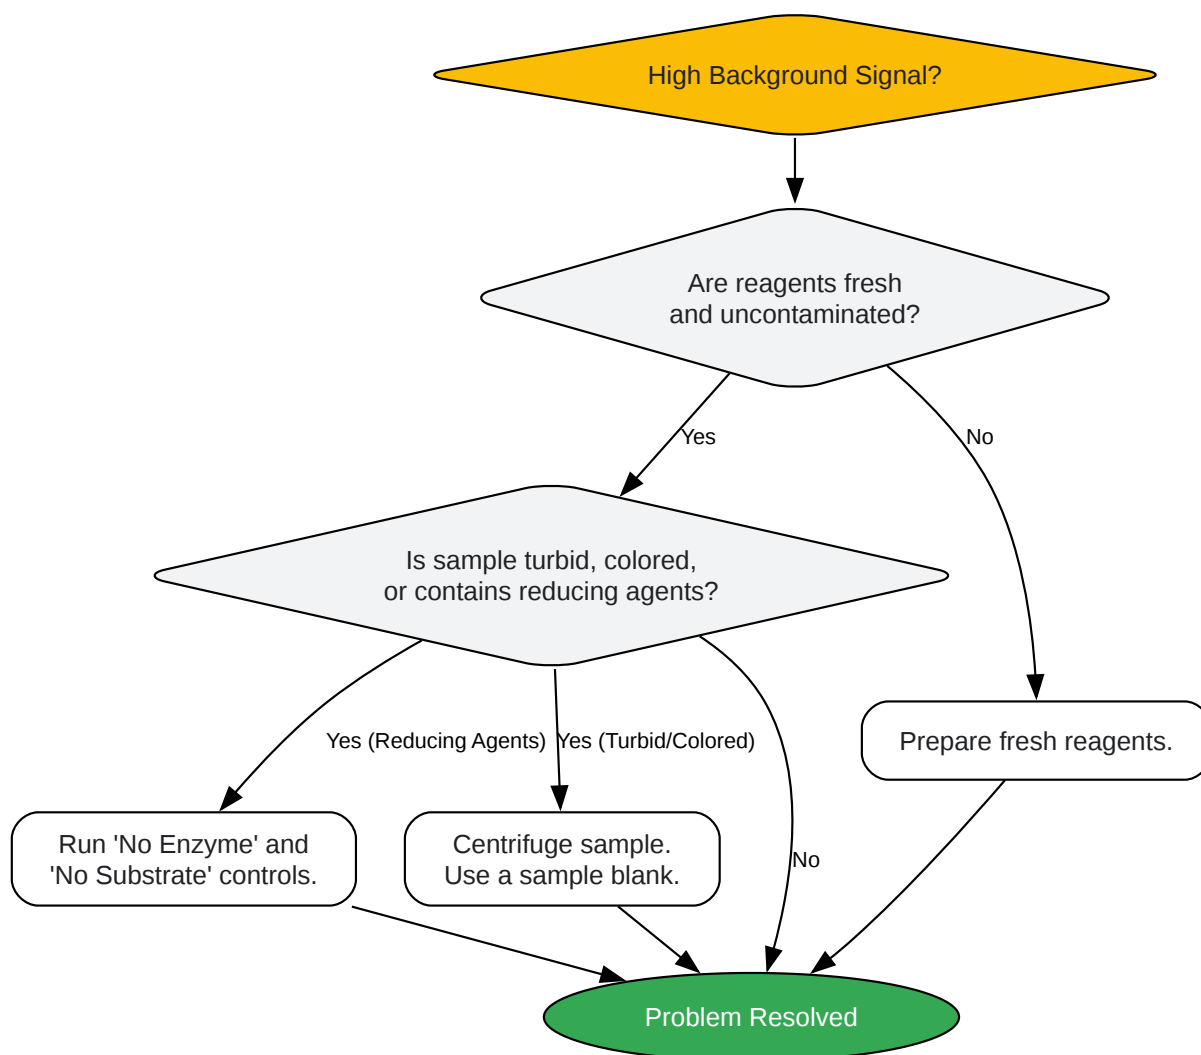 High Background Signal?
Are reagents fresh
and uncontaminated?
Yes
No
Is sample turbid, colored,
or contains reducing agents?
Yes (Reducing Agents)
Yes (Turbid/Colored)
Prepare fresh reagents.
Run 'No Enzyme' and
'No Substrate' controls.
Centrifuge sample.
Use a sample blank.
No
Problem Resolved